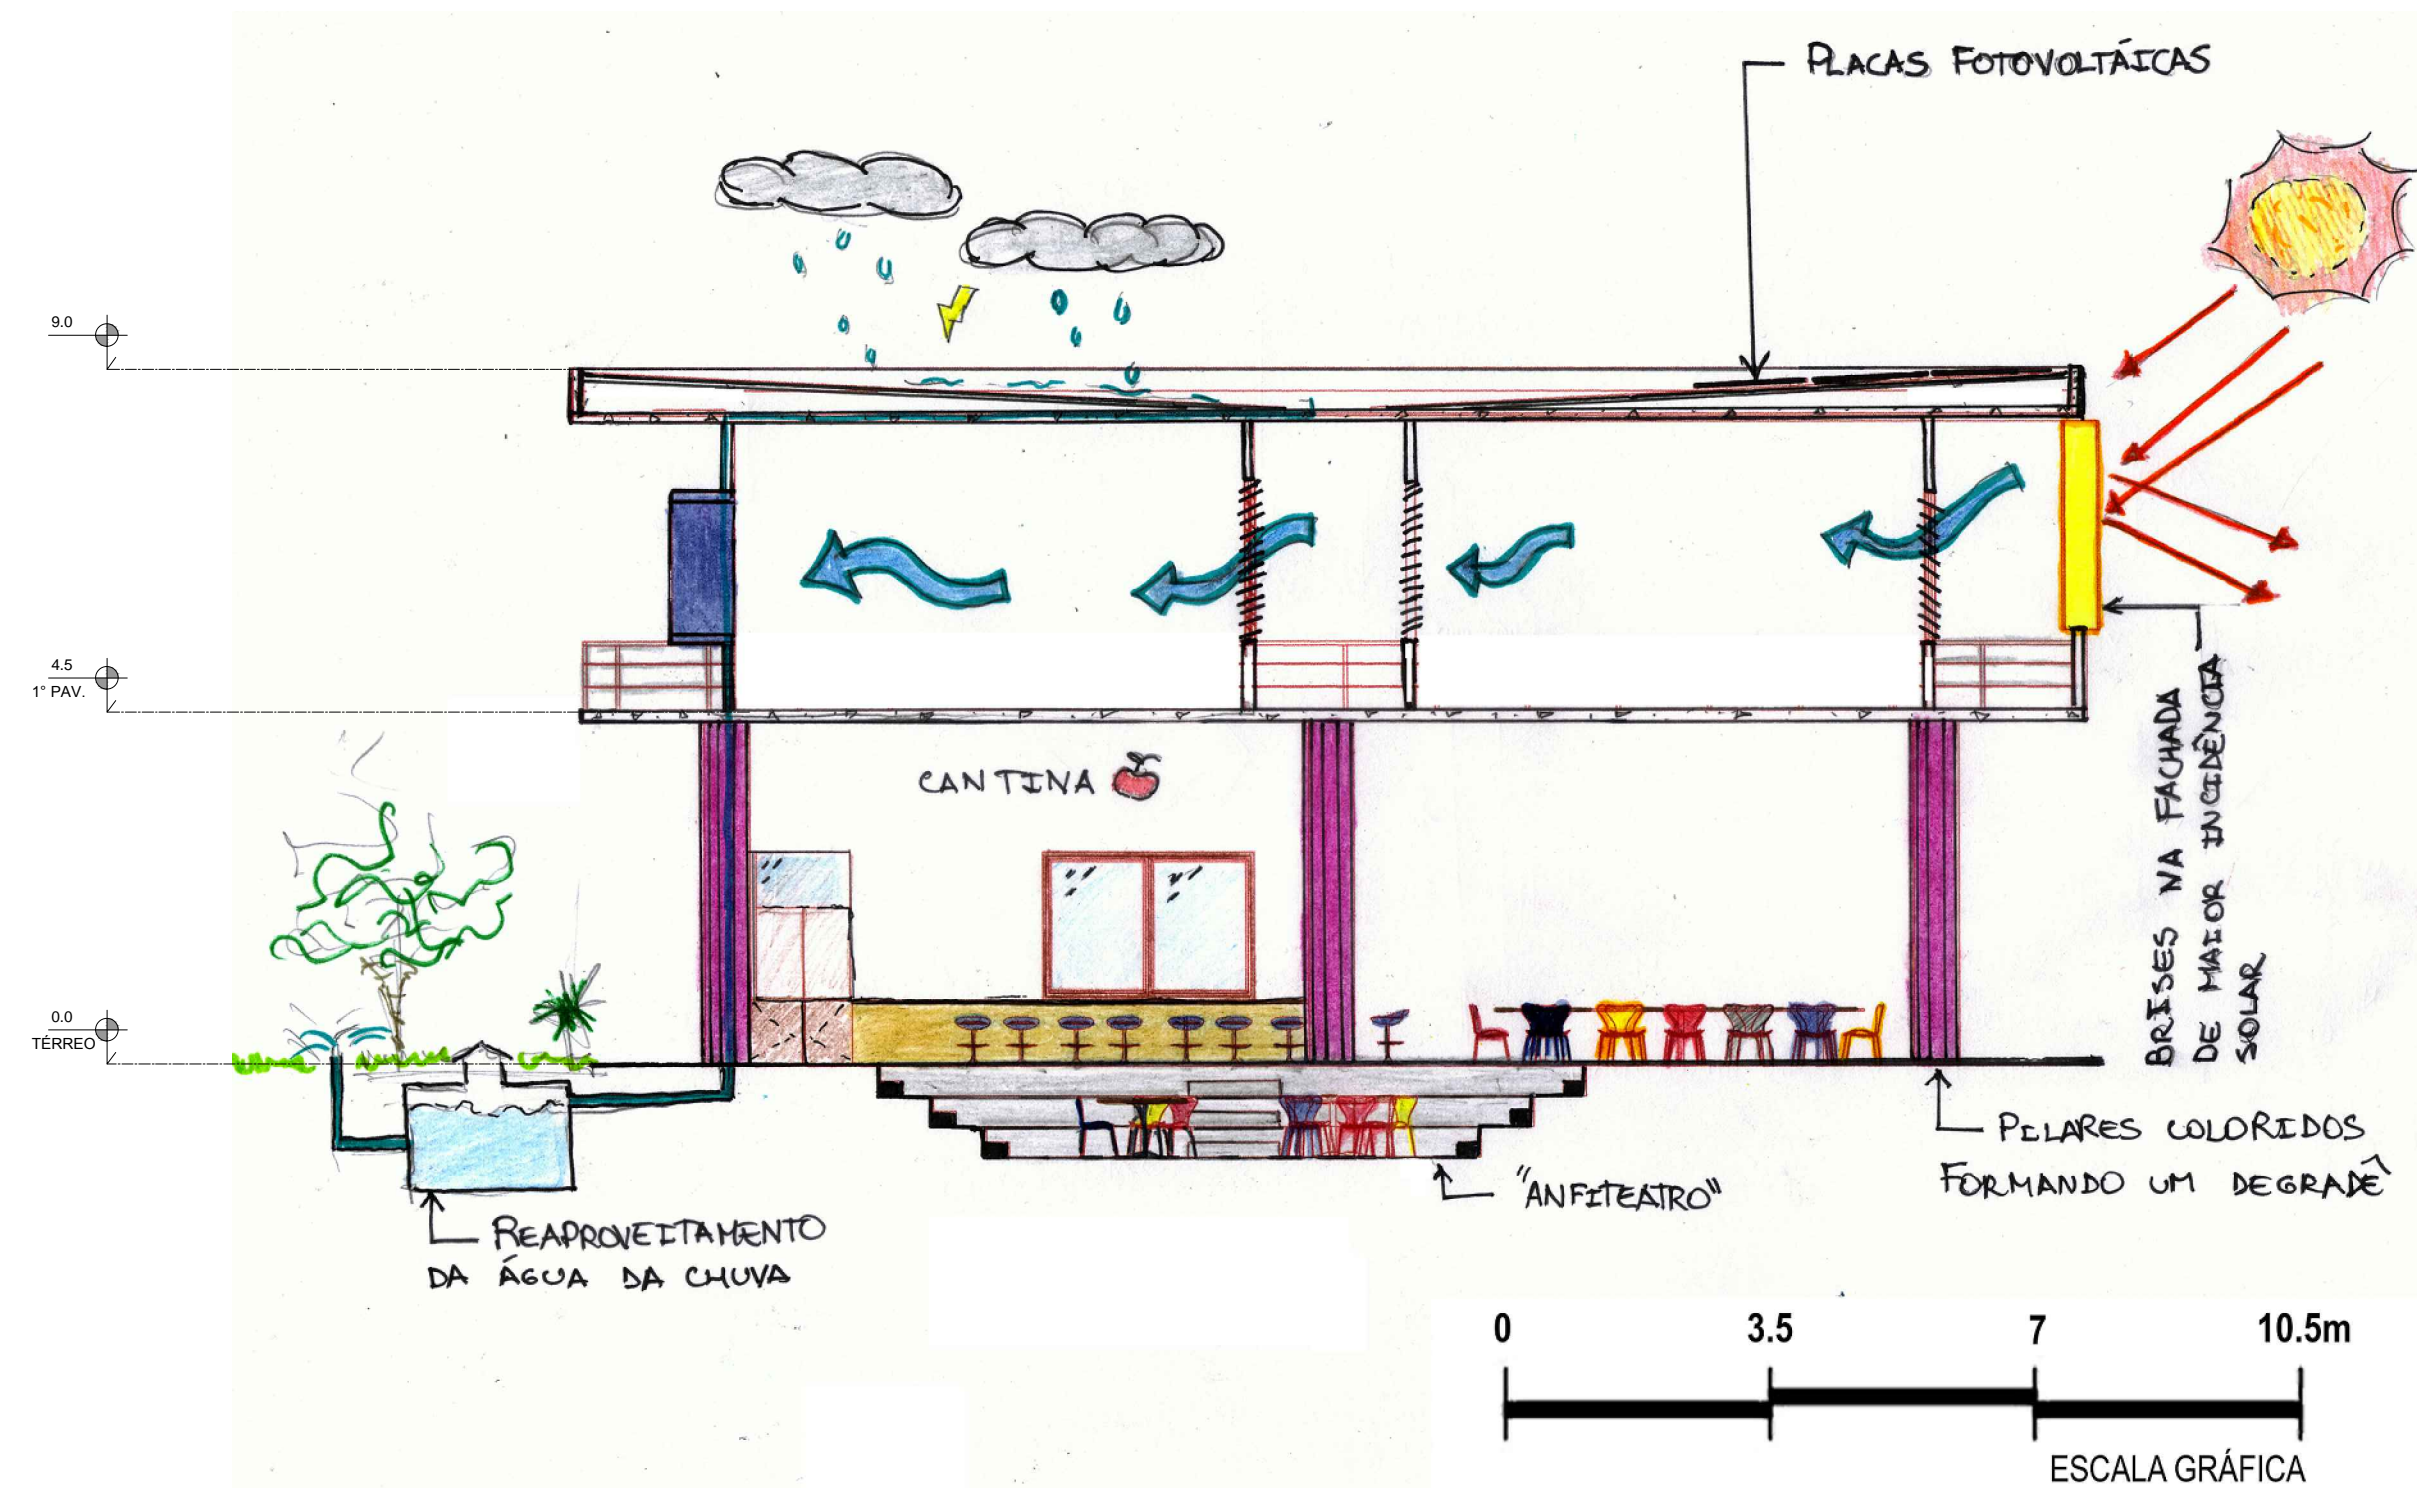 PLACAS FOTOVOLTÁICAS
9.0
4.5
1° PAV.
CANTINA
BRISES NA FACHADA
DE MAIOR INCIDÊNCIA
SOLAR
0.0
TÉRREO
PILARES COLORIDOS
FORMANDO UM DEGRADÊ
"ANFITEATRO"
REAPROVEITAMENTO
DA ÁGUA DA CHUVA
0 3.5 7 10.5m
ESCALA GRÁFICA